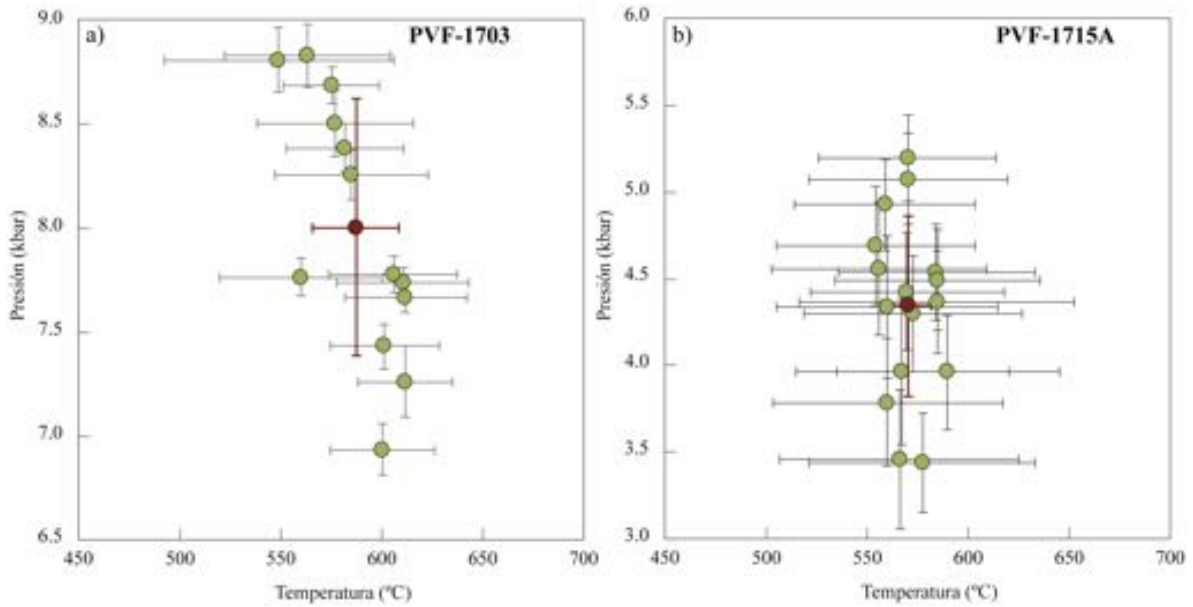 a) PVF-1703
9.0
8.5
8.0
7.5
7.0
6.5
450 500 550 600 650 700
Presión (kbar)
Temperatura (ºC)
b) PVF-1715A
6.0
5.5
5.0
4.5
4.0
3.5
3.0
450 500 550 600 650 700
Presión (kbar)
Temperatura (ºC)